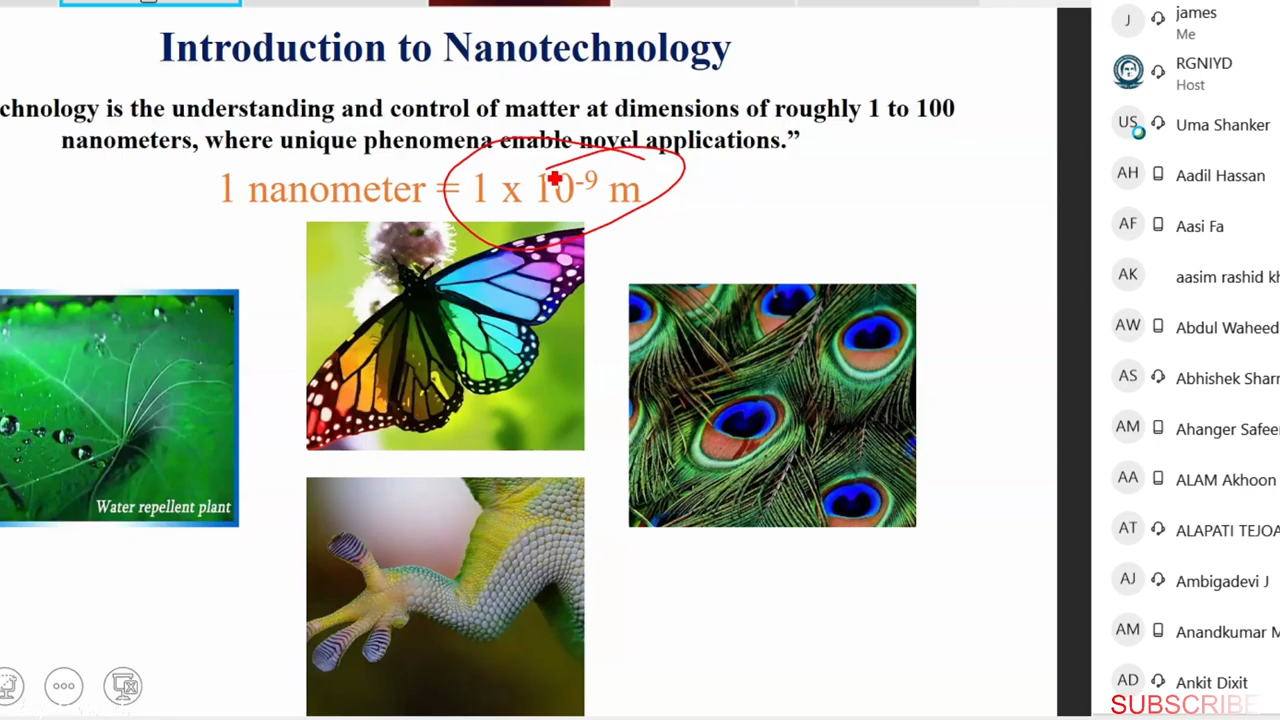 Introduction to Nanotechnology
chnology is the understanding and control of matter at dimensions of roughly 1 to 100
nanometers, where unique phenomena enable novel applications.”
1 nanometer = 1 x 10⁻⁹ m
Water repellent plant
J james
Me
RGNIYD
Host
US Uma Shanker
AH Aadil Hassan
AF Aasi Fa
AK aasim rashid kh
AW Abdul Waheed
AS Abhishek Sharm
AM Ahanger Safee
AA ALAM Akhoon
AT ALAPATI TEJOA
AJ Ambigadevi J
AM Anandkumar M
AD Ankit Dixit
SUBSCRIBE